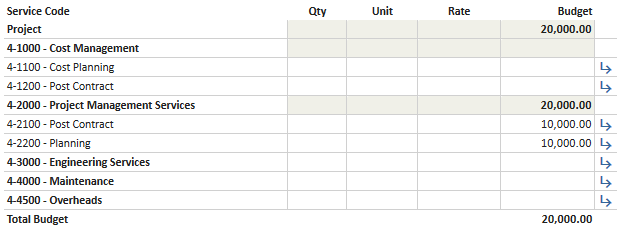 Service Code Qty Unit Rate Budget
Project 20,000.00
4-1000 - Cost Management
4-1100 - Cost Planning
4-1200 - Post Contract
4-2000 - Project Management Services 20,000.00
4-2100 - Post Contract 10,000.00
4-2200 - Planning 10,000.00
4-3000 - Engineering Services
4-4000 - Maintenance
4-4500 - Overheads
Total Budget 20,000.00